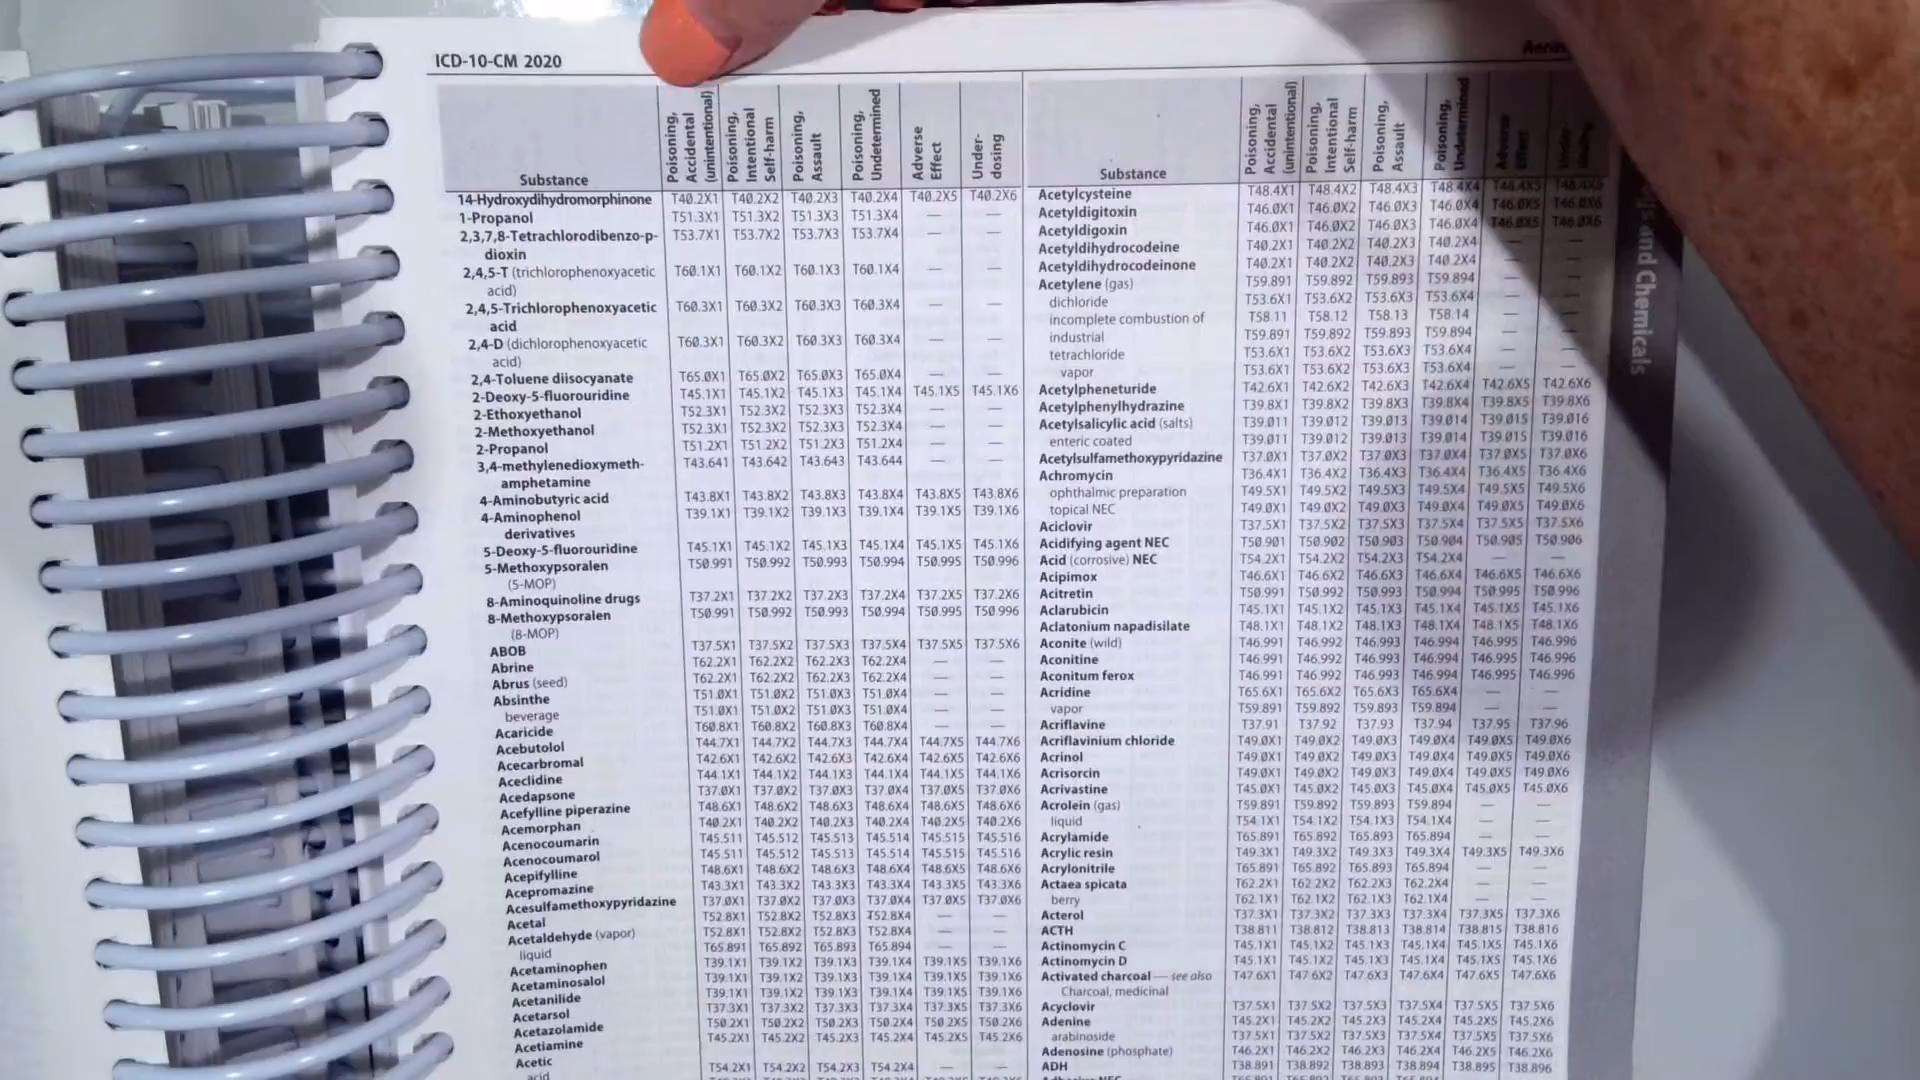 ICD-10-CM 2020
Substance
Poisoning, Accidental (unintentional)
Poisoning, Intentional Self-harm
Poisoning, Assault
Poisoning, Undetermined
Adverse Effect
Under-dosing
14-Hydroxydihydromorphinone T40.2X1 T40.2X2 T40.2X3 T40.2X4 T40.2X5 T40.2X6
1-Propanol T51.3X1 T51.3X2 T51.3X3 T51.3X4 — —
2,3,7,8-Tetrachlorodibenzo-p- T53.7X1 T53.7X2 T53.7X3 T53.7X4 — —
dioxin
2,4,5-T (trichlorophenoxyacetic T60.1X1 T60.1X2 T60.1X3 T60.1X4 — —
acid)
2,4,5-Trichlorophenoxyacetic T60.3X1 T60.3X2 T60.3X3 T60.3X4 — —
acid
2,4-D (dichlorophenoxyacetic T60.3X1 T60.3X2 T60.3X3 T60.3X4 — —
acid)
2,4-Toluene diisocyanate T65.0X1 T65.0X2 T65.0X3 T65.0X4 — —
2-Deoxy-5-fluorouridine T45.1X1 T45.1X2 T45.1X3 T45.1X4 T45.1X5 T45.1X6
2-Ethoxyethanol T52.3X1 T52.3X2 T52.3X3 T52.3X4 — —
2-Methoxyethanol T52.3X1 T52.3X2 T52.3X3 T52.3X4 — —
2-Propanol T51.2X1 T51.2X2 T51.2X3 T51.2X4 — —
3,4-methylenedioxymeth- T43.641 T43.642 T43.643 T43.644 — —
amphetamine
4-Aminobutyric acid T43.8X1 T43.8X2 T43.8X3 T43.8X4 T43.8X5 T43.8X6
4-Aminophenol T39.1X1 T39.1X2 T39.1X3 T39.1X4 T39.1X5 T39.1X6
derivatives
5-Deoxy-5-fluorouridine T45.1X1 T45.1X2 T45.1X3 T45.1X4 T45.1X5 T45.1X6
5-Methoxypsoralen T50.991 T50.992 T50.993 T50.994 T50.995 T50.996
(5-MOP)
8-Aminoquinoline drugs T37.2X1 T37.2X2 T37.2X3 T37.2X4 T37.2X5 T37.2X6
8-Methoxypsoralen T50.991 T50.992 T50.993 T50.994 T50.995 T50.996
(8-MOP)
ABOB T37.5X1 T37.5X2 T37.5X3 T37.5X4 T37.5X5 T37.5X6
Abrine T62.2X1 T62.2X2 T62.2X3 T62.2X4 — —
Abrus (seed) T62.2X1 T62.2X2 T62.2X3 T62.2X4 — —
Absinthe T51.0X1 T51.0X2 T51.0X3 T51.0X4 — —
beverage T51.0X1 T51.0X2 T51.0X3 T51.0X4 — —
Acaricide T60.8X1 T60.8X2 T60.8X3 T60.8X4 — —
Acebutolol T44.7X1 T44.7X2 T44.7X3 T44.7X4 T44.7X5 T44.7X6
Acecarbromal T42.6X1 T42.6X2 T42.6X3 T42.6X4 T42.6X5 T42.6X6
Aceclidine T44.1X1 T44.1X2 T44.1X3 T44.1X4 T44.1X5 T44.1X6
Acedapsone T37.0X1 T37.0X2 T37.0X3 T37.0X4 T37.0X5 T37.0X6
Acefylline piperazine T48.6X1 T48.6X2 T48.6X3 T48.6X4 T48.6X5 T48.6X6
Acemorphan T40.2X1 T40.2X2 T40.2X3 T40.2X4 T40.2X5 T40.2X6
Acenocoumarin T45.511 T45.512 T45.513 T45.514 T45.515 T45.516
Acenocoumarol T45.511 T45.512 T45.513 T45.514 T45.515 T45.516
Acepifylline T48.6X1 T48.6X2 T48.6X3 T48.6X4 T48.6X5 T48.6X6
Acepromazine T43.3X1 T43.3X2 T43.3X3 T43.3X4 T43.3X5 T43.3X6
Acesulfamethoxypyridazine T37.0X1 T37.0X2 T37.0X3 T37.0X4 T37.0X5 T37.0X6
Acetal T52.8X1 T52.8X2 T52.8X3 T52.8X4 — —
Acetaldehyde (vapor) T52.8X1 T52.8X2 T52.8X3 T52.8X4 — —
liquid T65.891 T65.892 T65.893 T65.894 — —
Acetaminophen T39.1X1 T39.1X2 T39.1X3 T39.1X4 T39.1X5 T39.1X6
Acetaminosalol T39.1X1 T39.1X2 T39.1X3 T39.1X4 T39.1X5 T39.1X6
Acetanilide T39.1X1 T39.1X2 T39.1X3 T39.1X4 T39.1X5 T39.1X6
Acetarsol T37.3X1 T37.3X2 T37.3X3 T37.3X4 T37.3X5 T37.3X6
Acetazolamide T50.2X1 T50.2X2 T50.2X3 T50.2X4 T50.2X5 T50.2X6
Acetiamine T45.2X1 T45.2X2 T45.2X3 T45.2X4 T45.2X5 T45.2X6
Acetic
acid T54.2X1 T54.2X2 T54.2X3 T54.2X4 — —
Substance
Poisoning, Accidental (unintentional)
Poisoning, Intentional Self-harm
Poisoning, Assault
Poisoning, Undetermined
Adverse Effect
Acetylcysteine T48.4X1 T48.4X2 T48.4X3 T48.4X4 T48.4X5 T48.4X6
Acetyldigitoxin T46.0X1 T46.0X2 T46.0X3 T46.0X4 T46.0X5 T46.0X6
Acetyldigoxin T46.0X1 T46.0X2 T46.0X3 T46.0X4 T46.0X5 T46.0X6
Acetyldihydrocodeine T40.2X1 T40.2X2 T40.2X3 T40.2X4 — —
Acetyldihydrocodeinone T40.2X1 T40.2X2 T40.2X3 T40.2X4 — —
Acetylene (gas) T59.891 T59.892 T59.893 T59.894 — —
dichloride T53.6X1 T53.6X2 T53.6X3 T53.6X4 — —
incomplete combustion of T58.11 T58.12 T58.13 T58.14 — —
industrial T59.891 T59.892 T59.893 T59.894 — —
tetrachloride T53.6X1 T53.6X2 T53.6X3 T53.6X4 — —
vapor T53.6X1 T53.6X2 T53.6X3 T53.6X4 — —
Acetylpheneturide T42.6X1 T42.6X2 T42.6X3 T42.6X4 T42.6X5 T42.6X6
Acetylphenylhydrazine T39.8X1 T39.8X2 T39.8X3 T39.8X4 T39.8X5 T39.8X6
Acetylsalicylic acid (salts) T39.011 T39.012 T39.013 T39.014 T39.015 T39.016
enteric coated T39.011 T39.012 T39.013 T39.014 T39.015 T39.016
Acetylsulfamethoxypyridazine T37.0X1 T37.0X2 T37.0X3 T37.0X4 T37.0X5 T37.0X6
Achromycin T36.4X1 T36.4X2 T36.4X3 T36.4X4 T36.4X5 T36.4X6
ophthalmic preparation T49.5X1 T49.5X2 T49.5X3 T49.5X4 T49.5X5 T49.5X6
topical NEC T49.0X1 T49.0X2 T49.0X3 T49.0X4 T49.0X5 T49.0X6
Aciclovir T37.5X1 T37.5X2 T37.5X3 T37.5X4 T37.5X5 T37.5X6
Acidifying agent NEC T50.901 T50.902 T50.903 T50.904 T50.905 T50.906
Acid (corrosive) NEC T54.2X1 T54.2X2 T54.2X3 T54.2X4 — —
Acipimox T46.6X1 T46.6X2 T46.6X3 T46.6X4 T46.6X5 T46.6X6
Acitretin T50.991 T50.992 T50.993 T50.994 T50.995 T50.996
Aclarubicin T45.1X1 T45.1X2 T45.1X3 T45.1X4 T45.1X5 T45.1X6
Aclatonium napadisilate T48.1X1 T48.1X2 T48.1X3 T48.1X4 T48.1X5 T48.1X6
Aconite (wild) T46.991 T46.992 T46.993 T46.994 T46.995 T46.996
Aconitine T46.991 T46.992 T46.993 T46.994 T46.995 T46.996
Aconitum ferox T46.991 T46.992 T46.993 T46.994 T46.995 T46.996
Acridine T65.6X1 T65.6X2 T65.6X3 T65.6X4 — —
vapor T59.891 T59.892 T59.893 T59.894 — —
Acriflavine T37.91 T37.92 T37.93 T37.94 T37.95 T37.96
Acriflavinium chloride T49.0X1 T49.0X2 T49.0X3 T49.0X4 T49.0X5 T49.0X6
Acrinol T49.0X1 T49.0X2 T49.0X3 T49.0X4 T49.0X5 T49.0X6
Acrisorcin T49.0X1 T49.0X2 T49.0X3 T49.0X4 T49.0X5 T49.0X6
Acrivastine T45.0X1 T45.0X2 T45.0X3 T45.0X4 T45.0X5 T45.0X6
Acrolein (gas) T59.891 T59.892 T59.893 T59.894 — —
liquid T54.1X1 T54.1X2 T54.1X3 T54.1X4 — —
Acrylamide T65.891 T65.892 T65.893 T65.894 — —
Acrylic resin T49.3X1 T49.3X2 T49.3X3 T49.3X4 T49.3X5 T49.3X6
Acrylonitrile T65.891 T65.892 T65.893 T65.894 — —
Actaea spicata T62.2X1 T62.2X2 T62.2X3 T62.2X4 — —
berry T62.1X1 T62.1X2 T62.1X3 T62.1X4 — —
Acterol T37.3X1 T37.3X2 T37.3X3 T37.3X4 T37.3X5 T37.3X6
ACTH T38.811 T38.812 T38.813 T38.814 T38.815 T38.816
Actinomycin C T45.1X1 T45.1X2 T45.1X3 T45.1X4 T45.1X5 T45.1X6
Actinomycin D T45.1X1 T45.1X2 T45.1X3 T45.1X4 T45.1X5 T45.1X6
Activated charcoal — see also T47.6X1 T47.6X2 T47.6X3 T47.6X4 T47.6X5 T47.6X6
Charcoal, medicinal
Acyclovir T37.5X1 T37.5X2 T37.5X3 T37.5X4 T37.5X5 T37.5X6
Adenine T45.2X1 T45.2X2 T45.2X3 T45.2X4 T45.2X5 T45.2X6
arabinoside T37.5X1 T37.5X2 T37.5X3 T37.5X4 T37.5X5 T37.5X6
Adenosine (phosphate) T46.2X1 T46.2X2 T46.2X3 T46.2X4 T46.2X5 T46.2X6
ADH T38.891 T38.892 T38.893 T38.894 T38.895 T38.896
and Chemicals